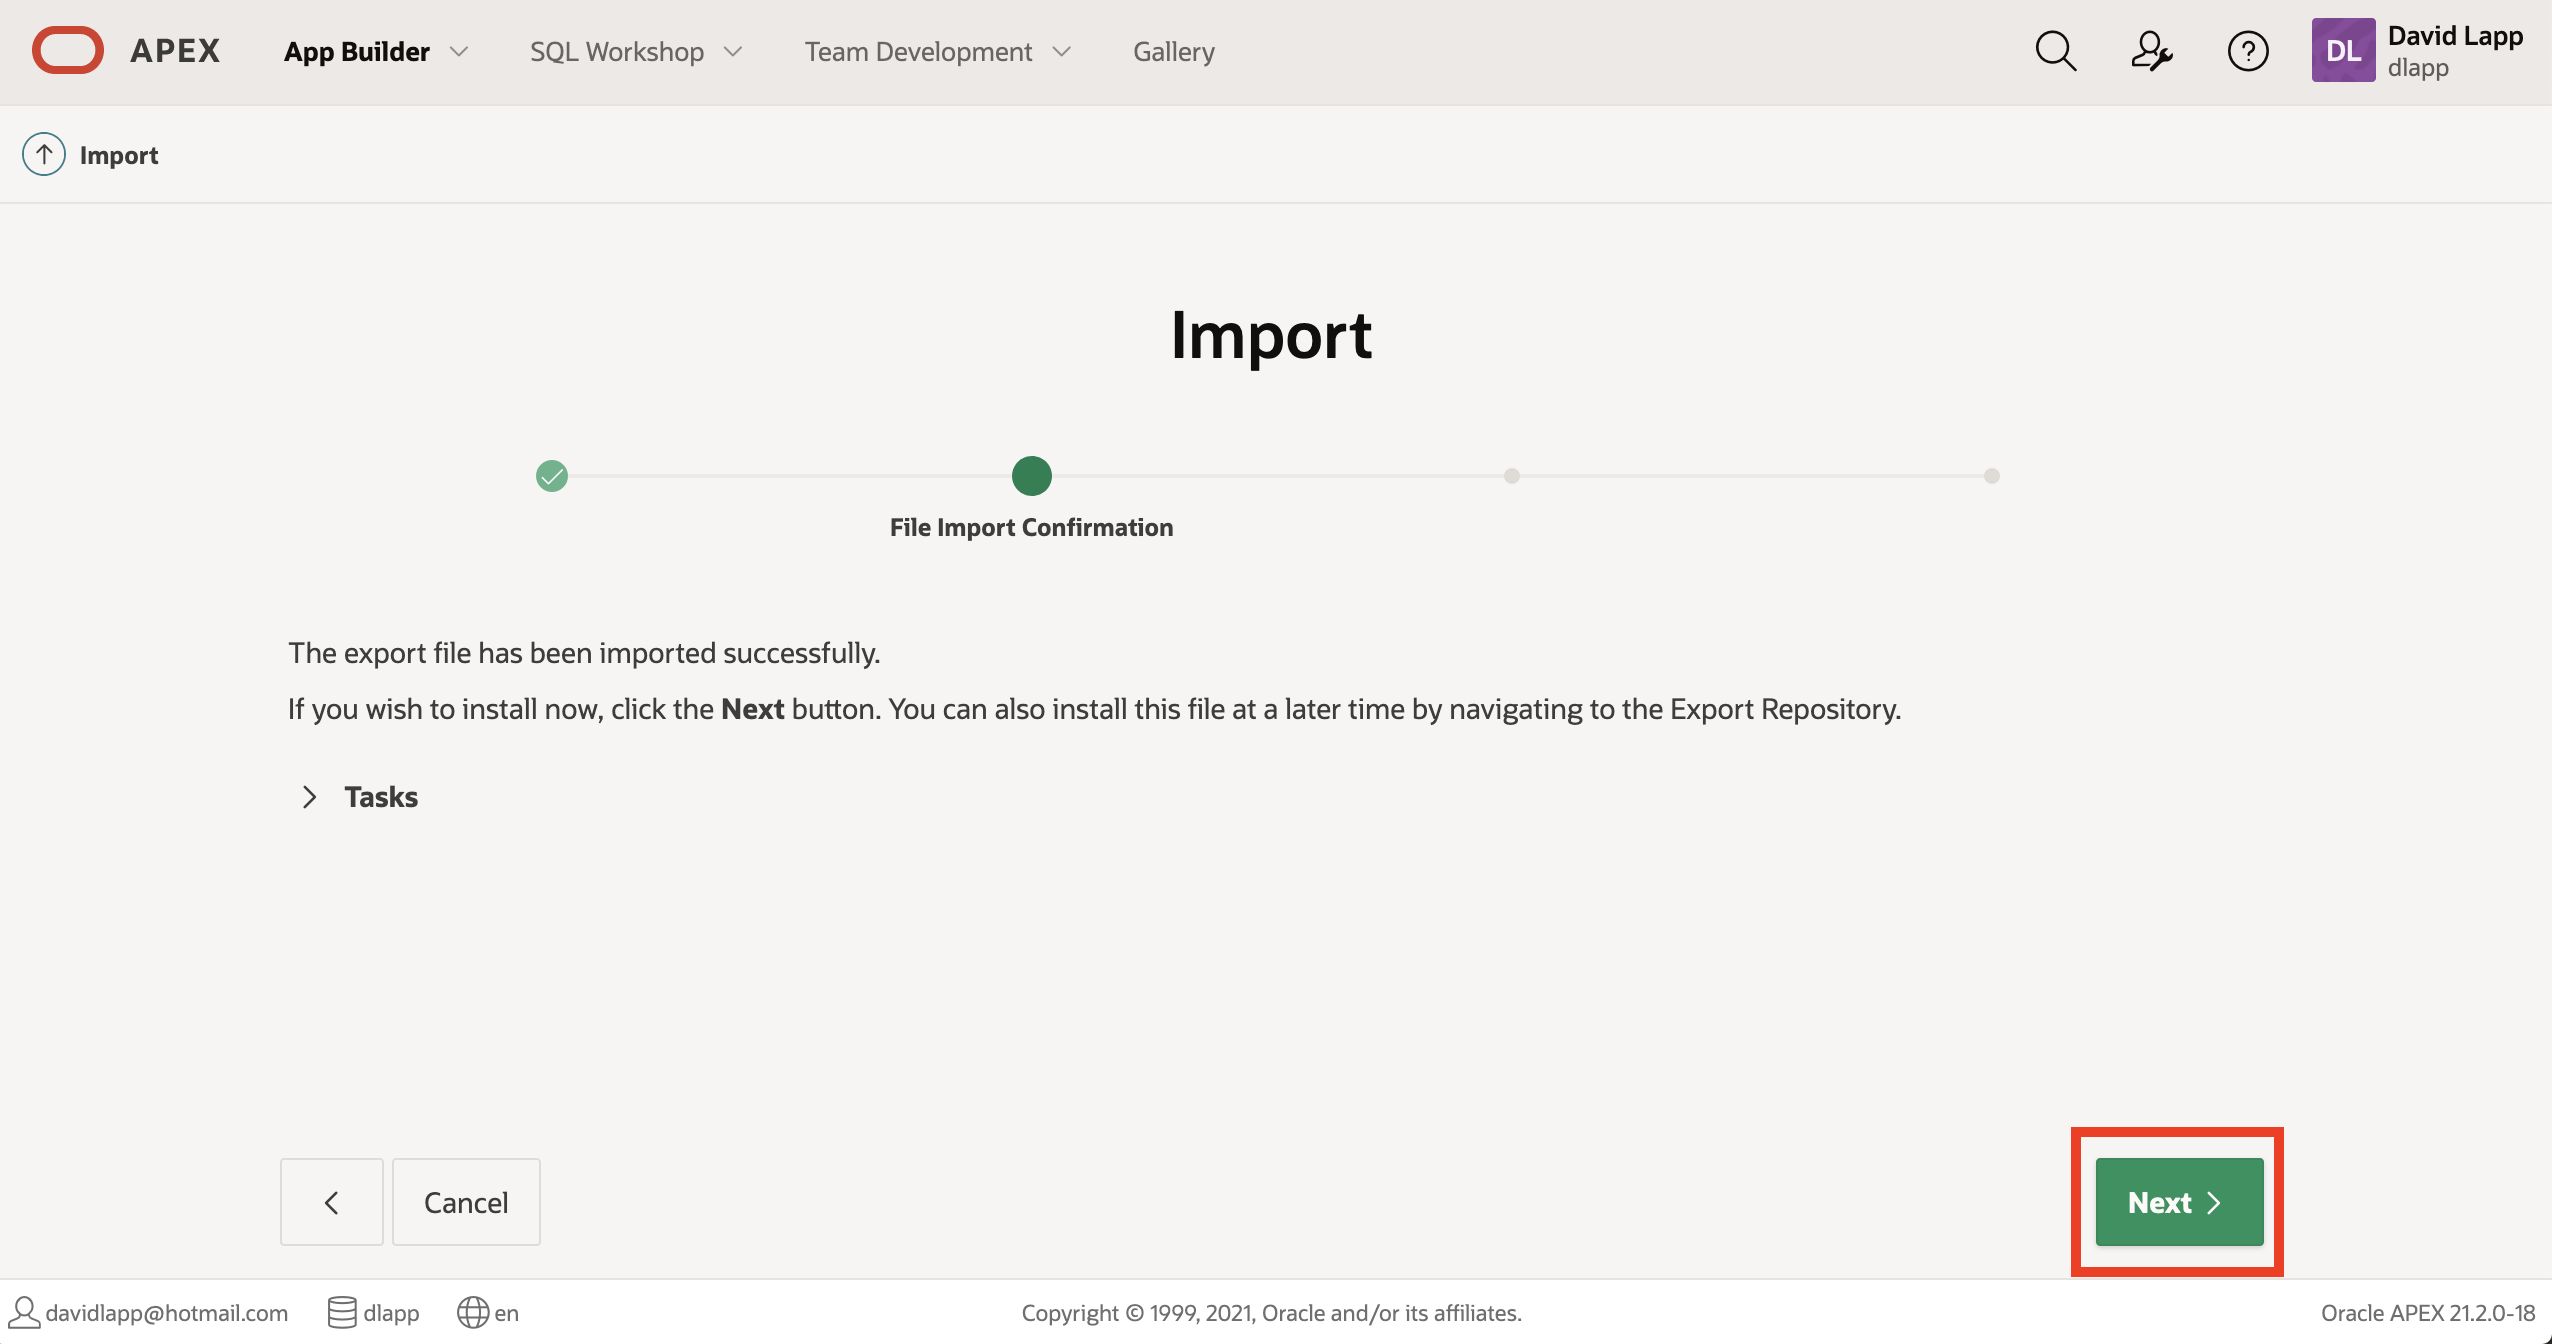 APEX App Builder SQL Workshop Team Development Gallery DL David Lapp
dlapp
Import
Import
File Import Confirmation
The export file has been imported successfully.
If you wish to install now, click the Next button. You can also install this file at a later time by navigating to the Export Repository.
Tasks
Cancel Next
davidlapp@hotmail.com dlapp en Copyright © 1999, 2021, Oracle and/or its affiliates. Oracle APEX 21.2.0-18